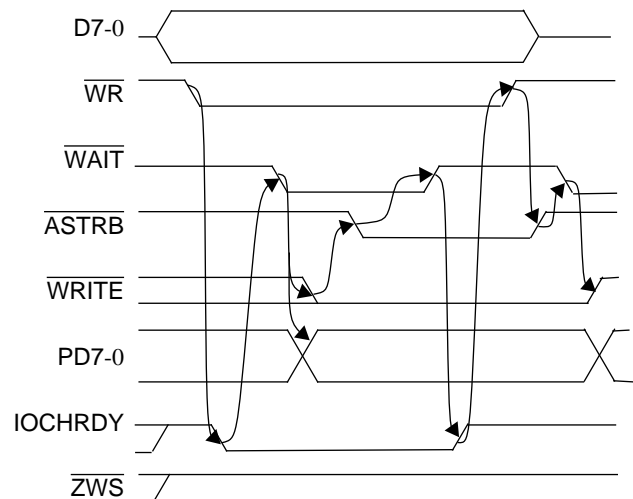 D7-0
WR
WAIT
ASTRB
WRITE
PD7-0
IOCHRDY
ZWS